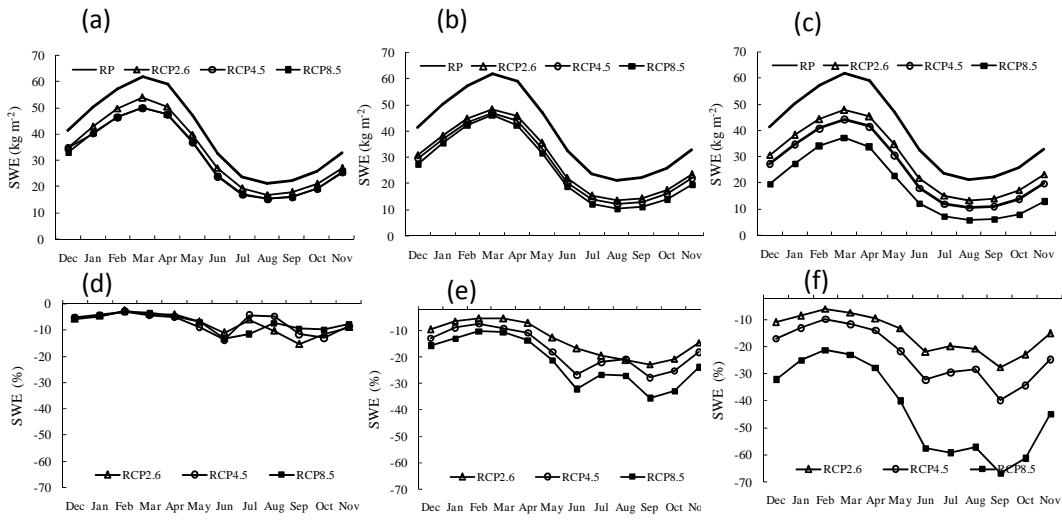 (a)
(b)
(c)
70
60
50
40
30
20
10
0
SWE (kg m⁻²)
RP RCP2.6 RCP4.5 RCP8.5
Dec Jan Feb Mar Apr May Jun Jul Aug Sep Oct Nov
70
60
50
40
30
20
10
0
SWE (kg m⁻²)
RP RCP2.6 RCP4.5 RCP8.5
Dec Jan Feb Mar Apr May Jun Jul Aug Sep Oct Nov
70
60
50
40
30
20
10
0
SWE (kg m⁻²)
RP RCP2.6 RCP4.5 RCP8.5
Dec Jan Feb Mar Apr May Jun Jul Aug Sep Oct Nov
(d)
(e)
(f)
0
-10
-20
-30
-40
-50
-60
-70
SWE (%)
RCP2.6 RCP4.5 RCP8.5
Dec Jan Feb Mar Apr May Jun Jul Aug Sep Oct Nov
-10
-20
-30
-40
-50
-60
-70
SWE (%)
RCP2.6 RCP4.5 RCP8.5
Dec Jan Feb Mar Apr May Jun Jul Aug Sep Oct Nov
-10
-20
-30
-40
-50
-60
-70
SWE (%)
RCP2.6 RCP4.5 RCP8.5
Dec Jan Feb Mar Apr May Jun Jul Aug Sep Oct Nov